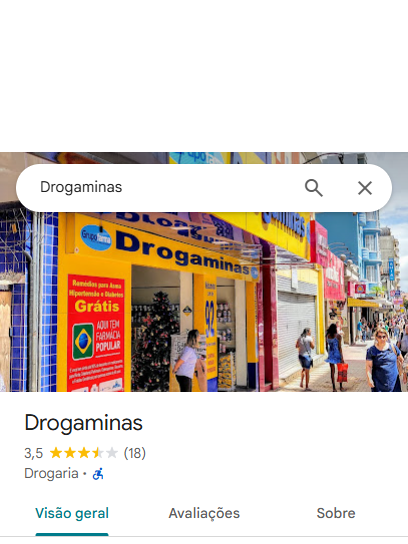 Drogaminas
Drogaminas
Remédios para Asma
Hipertensão e Diabetes
Grátis
AQUI TEM
FARMÁCIA
POPULAR
Drogaminas
3,5 (18)
Drogaria ·
Visão geral Avaliações Sobre